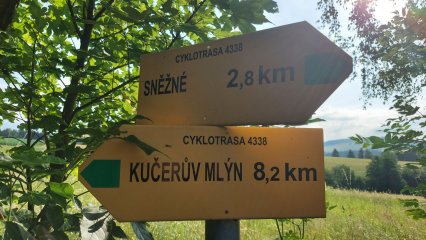 CYKLOTRASA 4338
SNĚŽNÉ 2,8 km
CYKLOTRASA 4338
KUČERŮV MLÝN 8,2 km